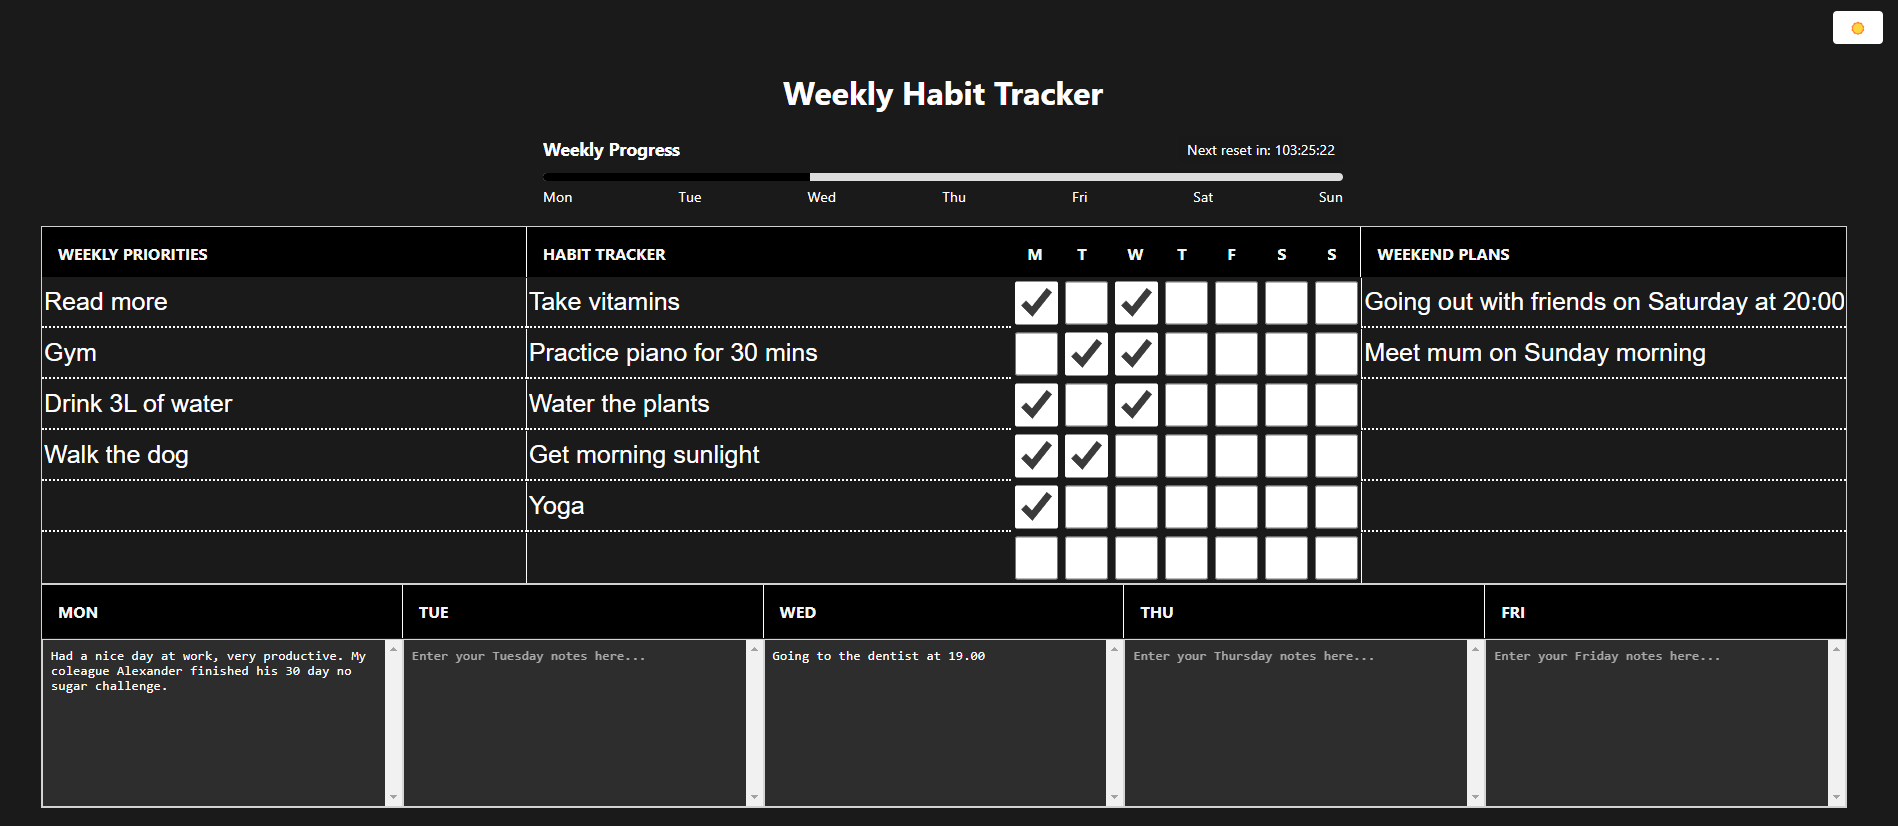 Weekly Habit Tracker
Weekly Progress
Next reset in: 103:25:22
Mon Tue Wed Thu Fri Sat Sun
WEEKLY PRIORITIES
HABIT TRACKER
M T W T F S S
WEEKEND PLANS
Read more
Take vitamins
Going out with friends on Saturday at 20:00
Gym
Practice piano for 30 mins
Meet mum on Sunday morning
Drink 3L of water
Water the plants
Walk the dog
Get morning sunlight
Yoga
MON
TUE
WED
THU
FRI
Had a nice day at work, very productive. My
coleague Alexander finished his 30 day no
sugar challenge.
Enter your Tuesday notes here...
Going to the dentist at 19.00
Enter your Thursday notes here...
Enter your Friday notes here...